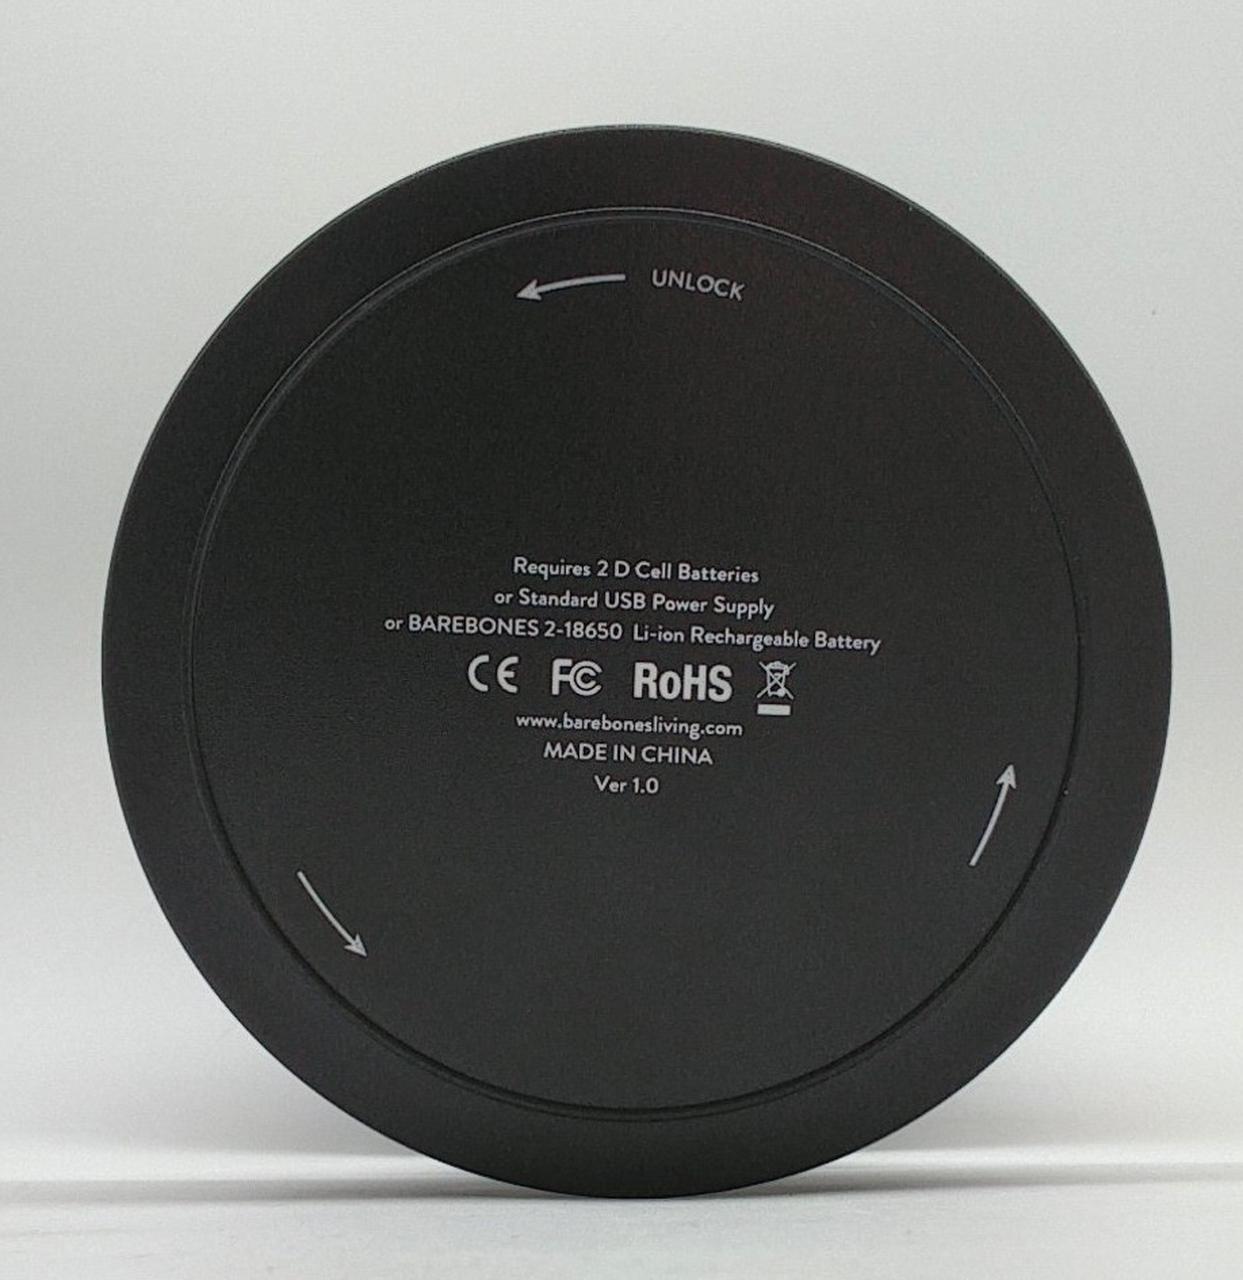 UNLOCK
Requires 2 D Cell Batteries
or Standard USB Power Supply
or BAREBONES 2-18650 Li-ion Rechargeable Battery
CE FC RoHS
www.barebonesliving.com
MADE IN CHINA
Ver 1.0